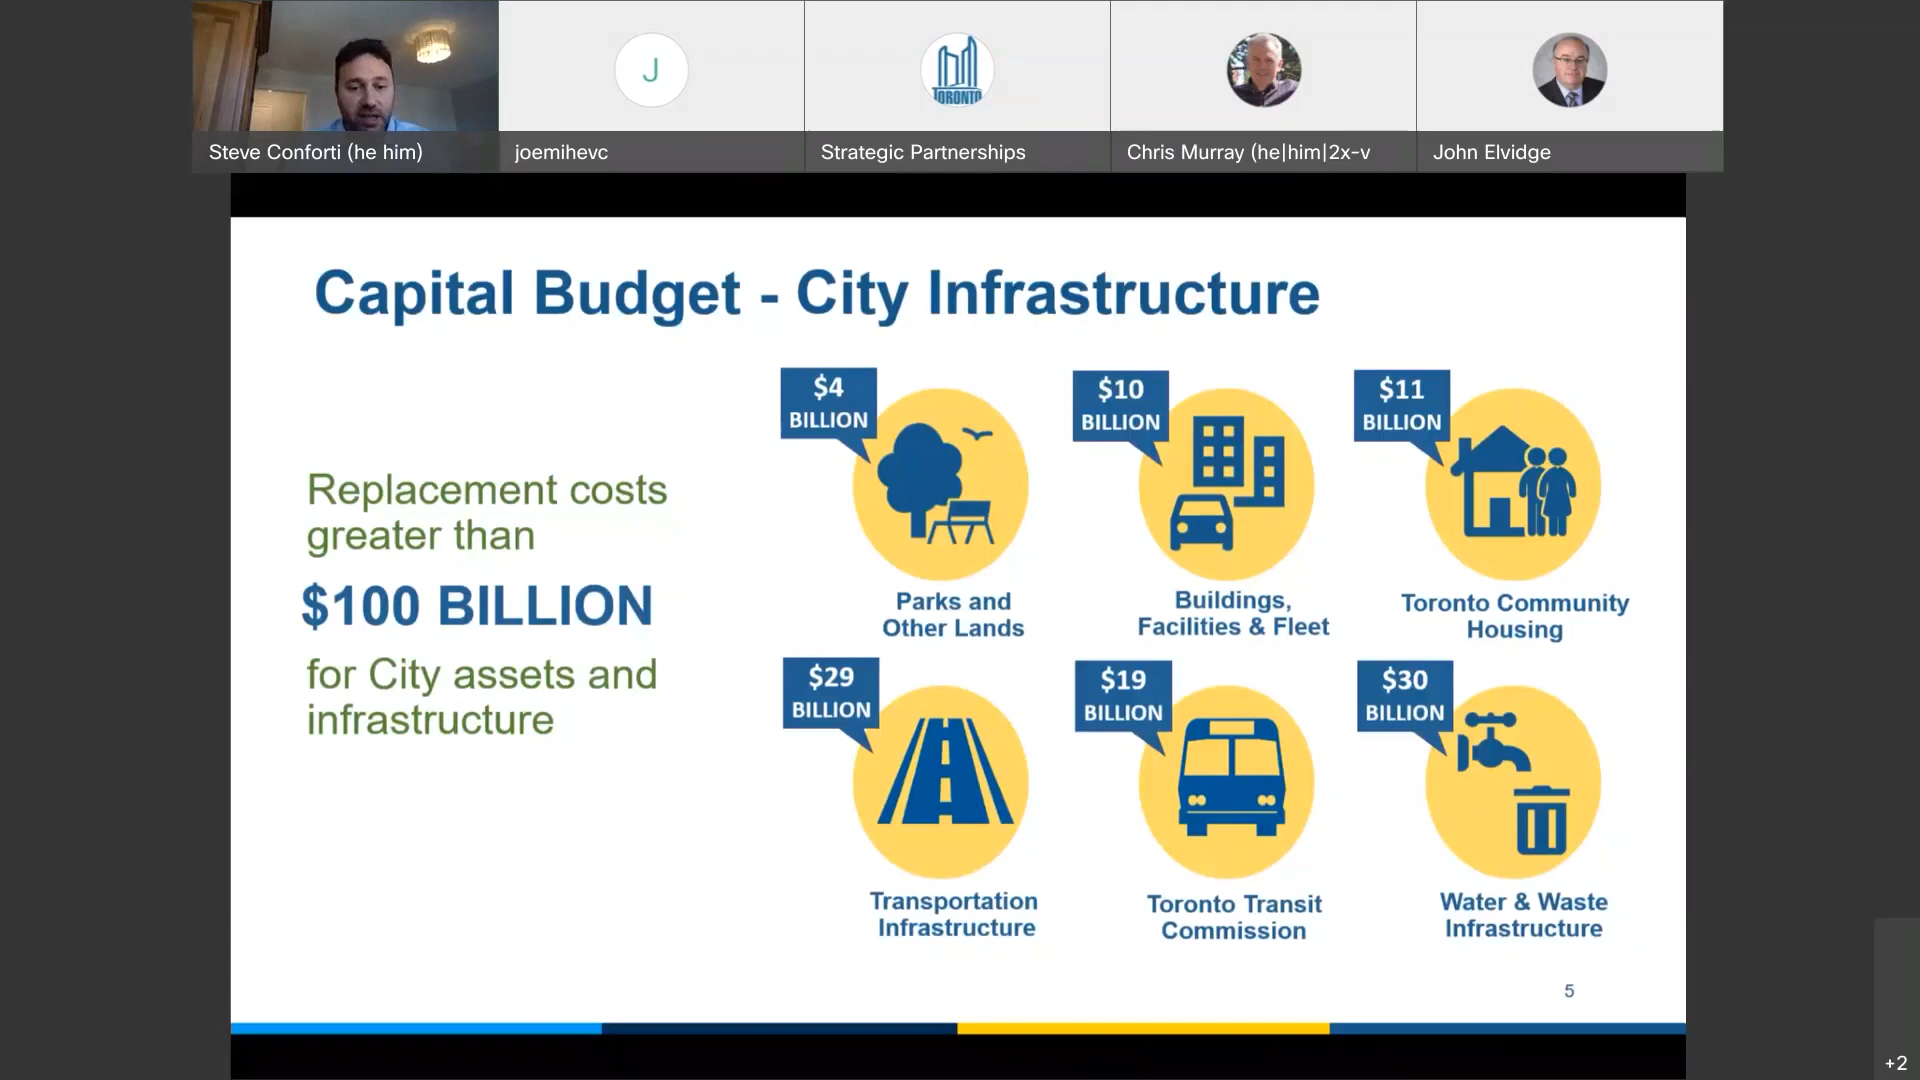 Steve Conforti (he him)
J
joemihevc
TORONTO
Strategic Partnerships
Chris Murray (he|him|2x-v
John Elvidge
Capital Budget - City Infrastructure
Replacement costs
greater than
$100 BILLION
for City assets and
infrastructure
$4
BILLION
Parks and
Other Lands
$10
BILLION
Buildings,
Facilities & Fleet
$11
BILLION
Toronto Community
Housing
$29
BILLION
Transportation
Infrastructure
$19
BILLION
Toronto Transit
Commission
$30
BILLION
Water & Waste
Infrastructure
5
+2